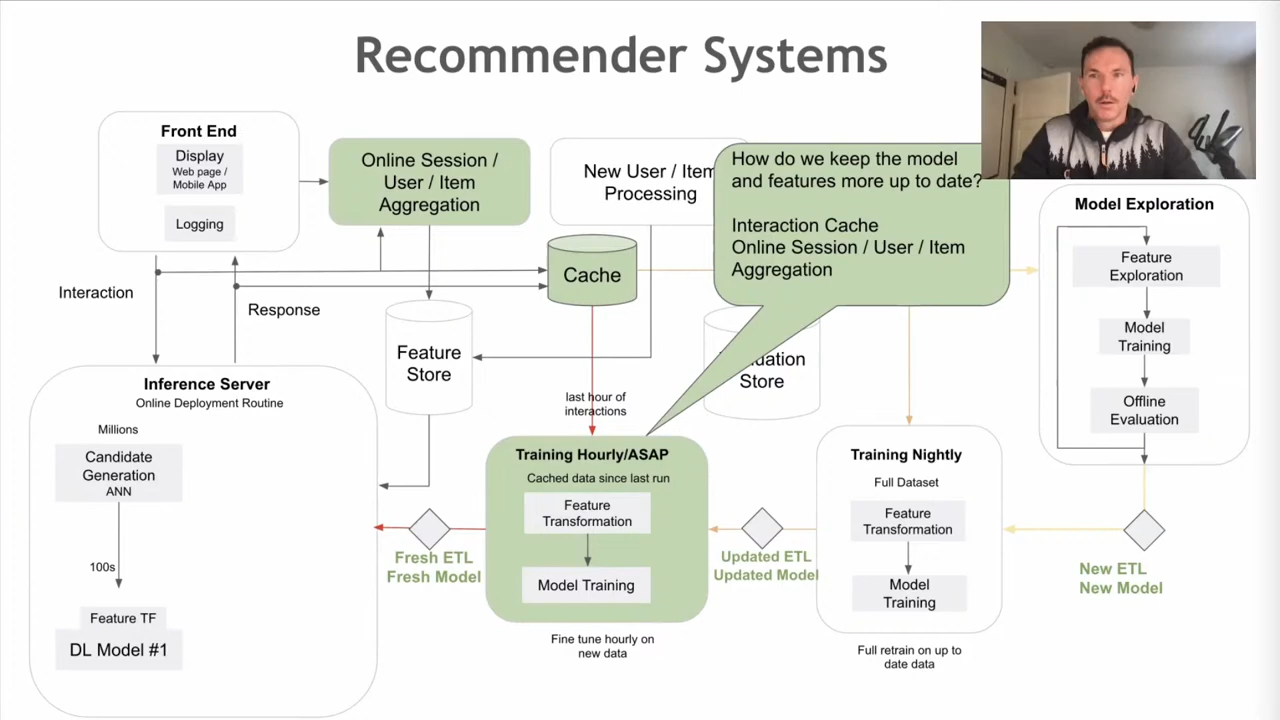 Recommender Systems
Front End
Display
Web page /
Mobile App
Logging
Online Session /
User / Item
Aggregation
New User / Item
Processing
How do we keep the model
and features more up to date?
Interaction Cache
Online Session / User / Item
Aggregation
Model Exploration
Feature
Exploration
Model
Training
Offline
Evaluation
Interaction
Response
Cache
Feature
Store
Store
last hour of
interactions
Inference Server
Online Deployment Routine
Millions
Candidate
Generation
ANN
100s
Feature TF
DL Model #1
Training Hourly/ASAP
Cached data since last run
Feature
Transformation
Model Training
Fine tune hourly on
new data
Fresh ETL
Fresh Model
Updated ETL
Updated Model
Training Nightly
Full Dataset
Feature
Transformation
Model
Training
Full retrain on up to
date data
New ETL
New Model